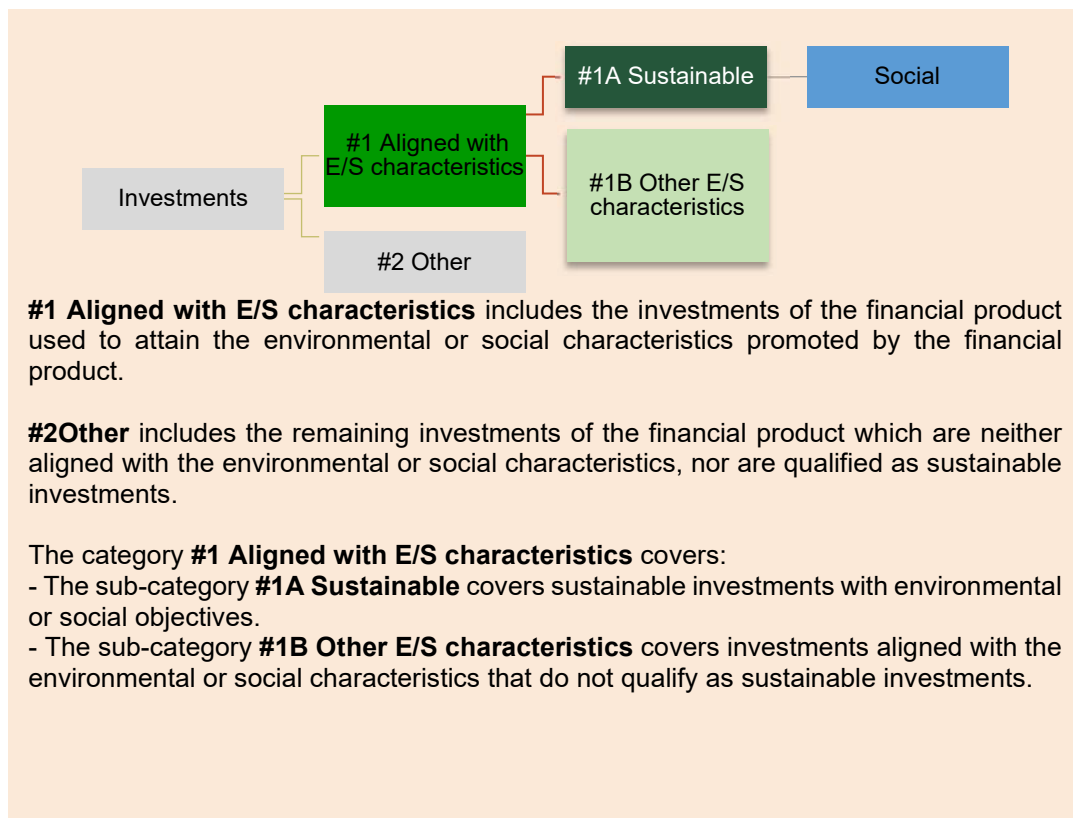 #1A Sustainable
Social
#1 Aligned with
E/S characteristics
#1B Other E/S
characteristics
Investments
#2 Other
#1 Aligned with E/S characteristics includes the investments of the financial product
used to attain the environmental or social characteristics promoted by the financial
product.
#2Other includes the remaining investments of the financial product which are neither
aligned with the environmental or social characteristics, nor are qualified as sustainable
investments.
The category #1 Aligned with E/S characteristics covers:
- The sub-category #1A Sustainable covers sustainable investments with environmental
or social objectives.
- The sub-category #1B Other E/S characteristics covers investments aligned with the
environmental or social characteristics that do not qualify as sustainable investments.